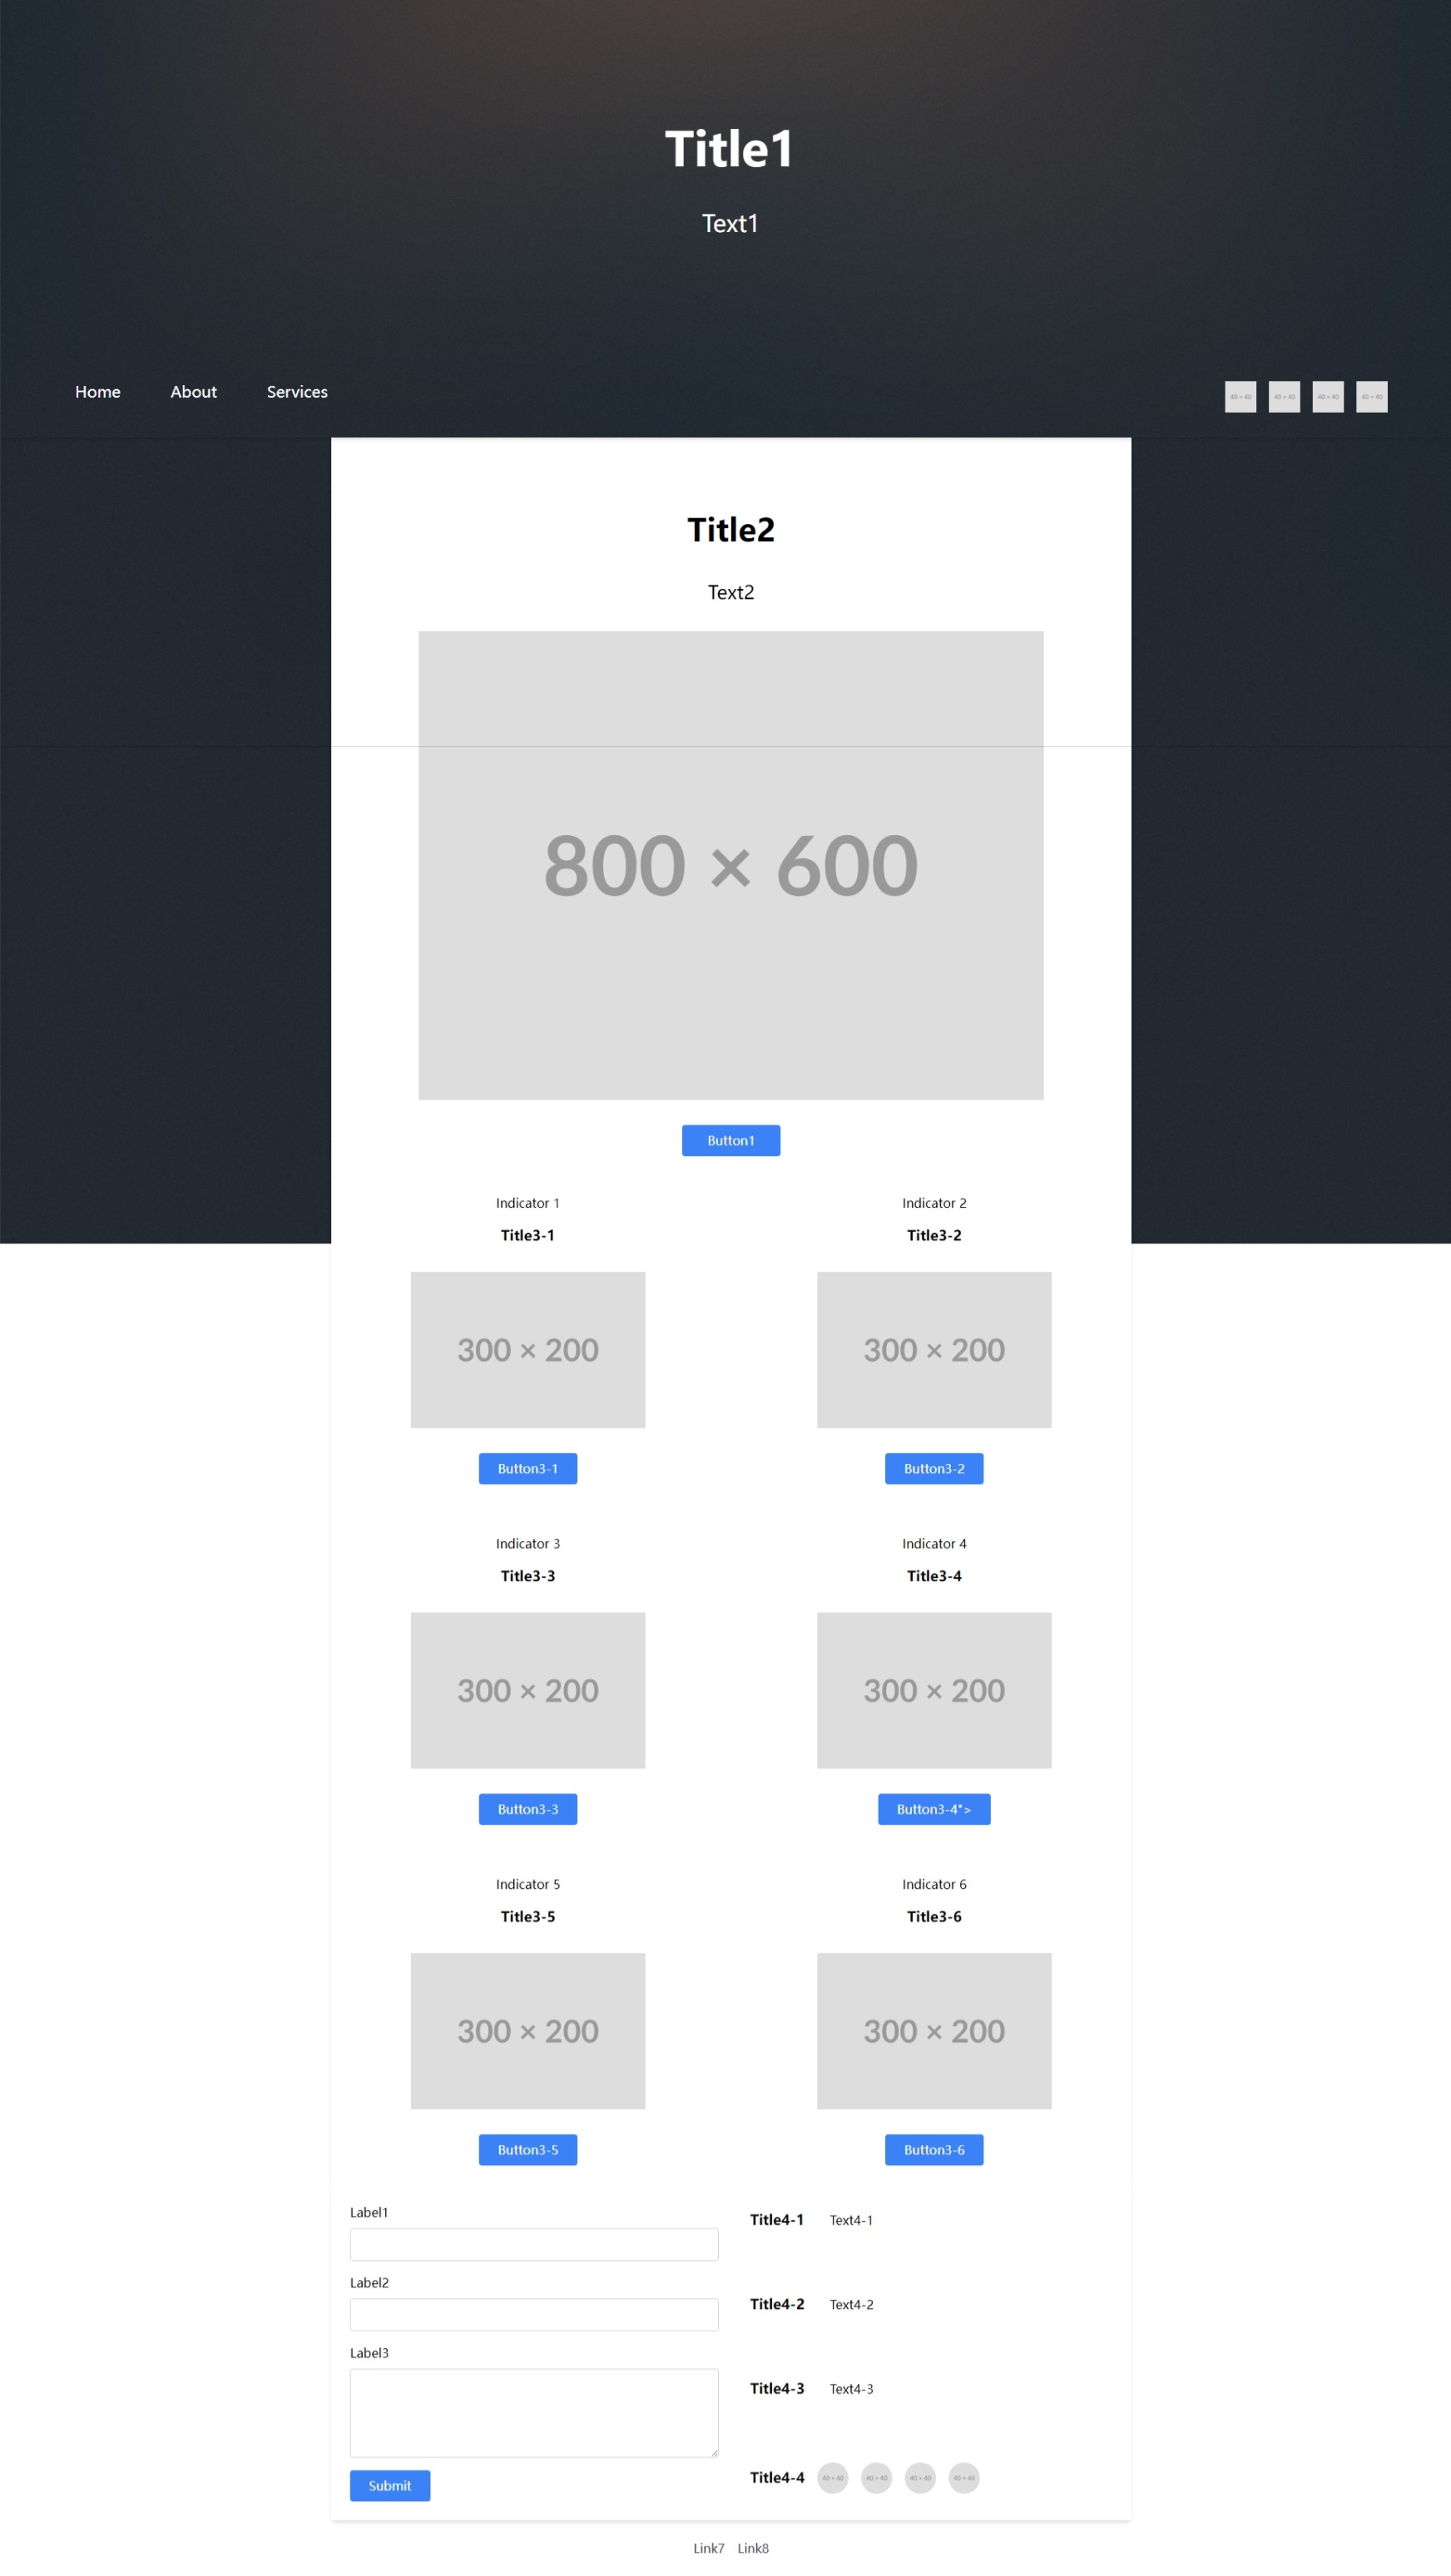 Title1
Text1
Home About Services
40 × 40 40 × 40 40 × 40 40 × 40
Title2
Text2
800 × 600
Button1
Indicator 1 Indicator 2
Title3-1 Title3-2
300 × 200 300 × 200
Button3-1 Button3-2
Indicator 3 Indicator 4
Title3-3 Title3-4
300 × 200 300 × 200
Button3-3 Button3-4">
Indicator 5 Indicator 6
Title3-5 Title3-6
300 × 200 300 × 200
Button3-5 Button3-6
Label1
Label2
Label3
Submit
Title4-1 Text4-1
Title4-2 Text4-2
Title4-3 Text4-3
Title4-4 40 × 40 40 × 40 40 × 40 40 × 40
Link7 Link8